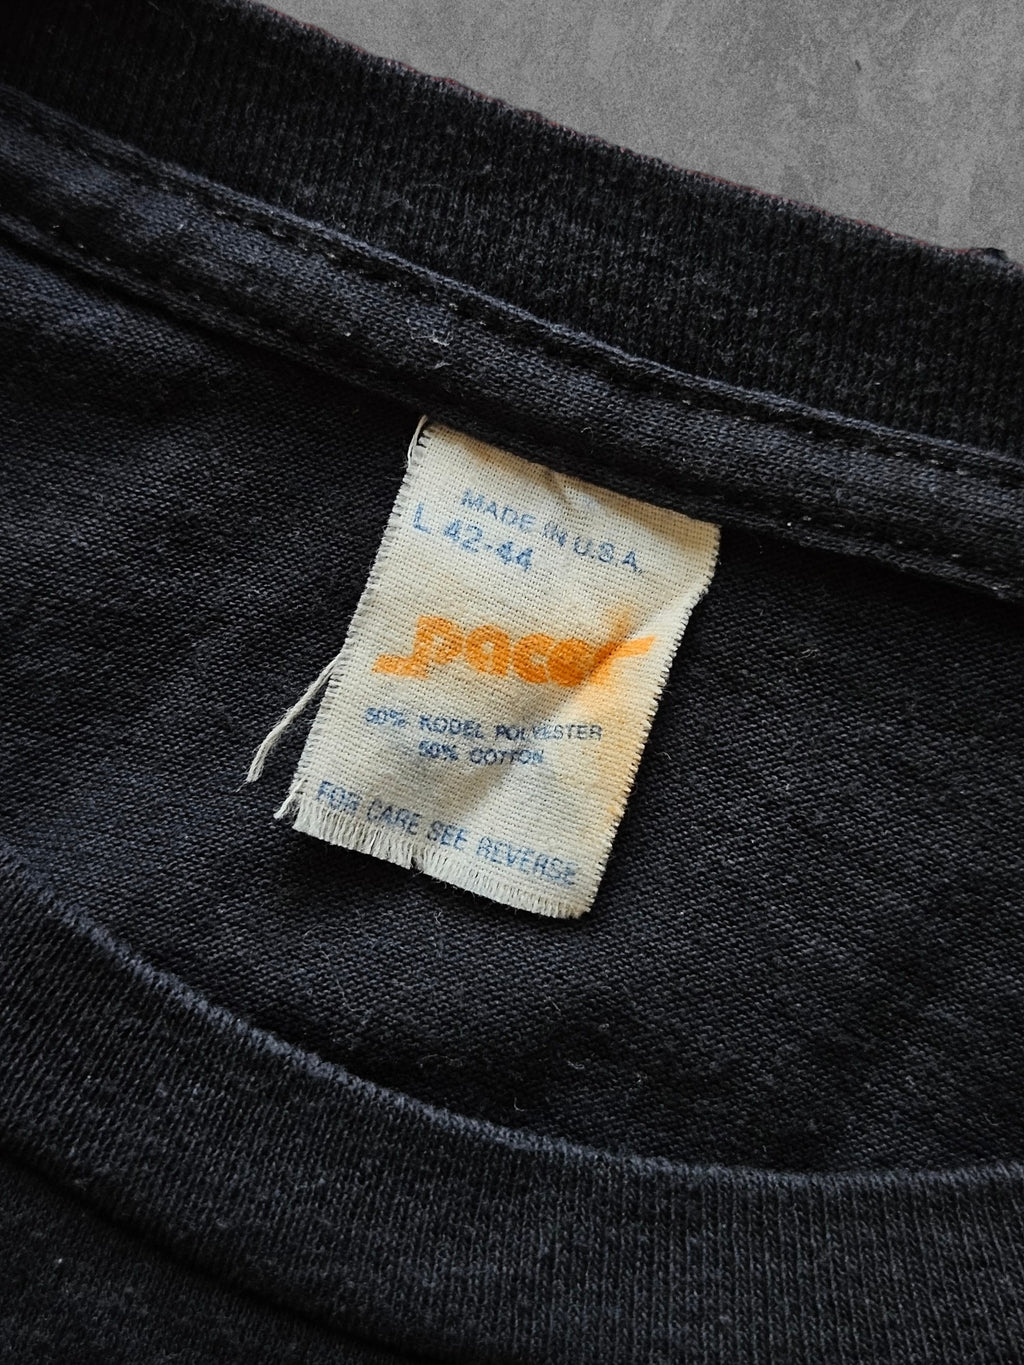 MADE IN U.S.A.
L 42-44
pacer
50% KODEL POLYESTER
50% COTTON
FOR CARE SEE REVERSE